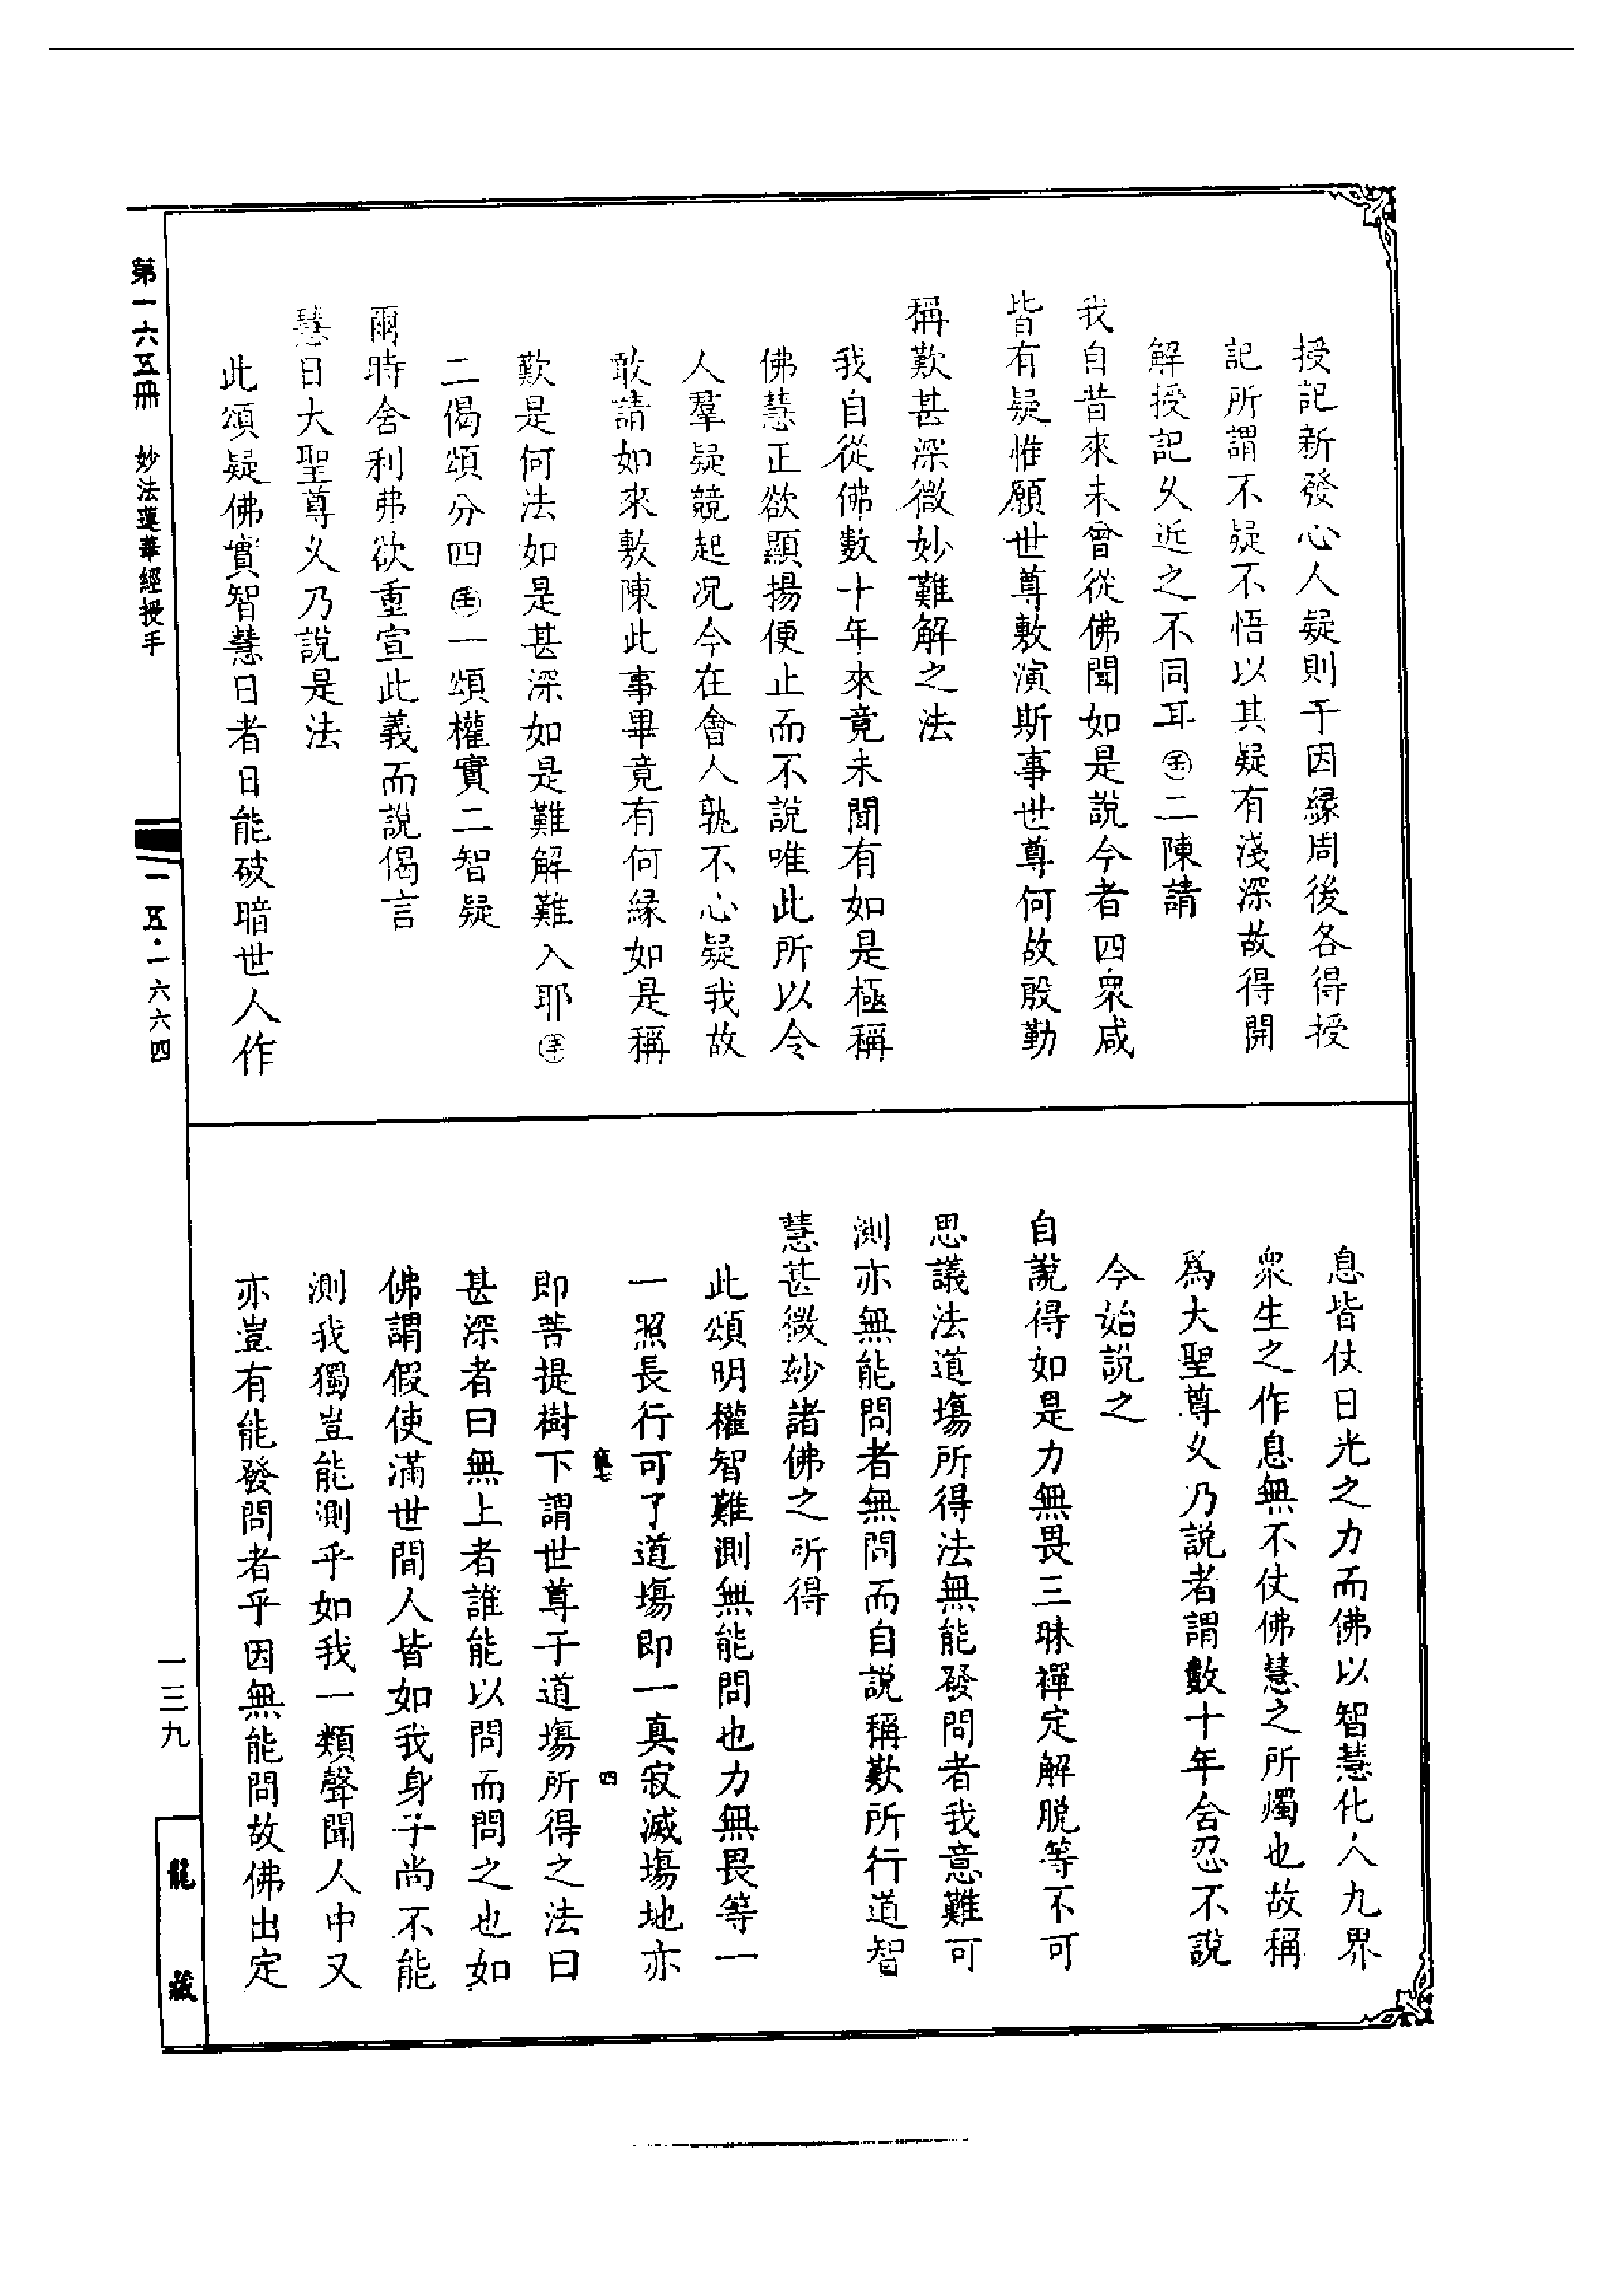 授記新發心人疑則于因緣周後各得授
記所謂不疑不悟以其疑有淺深故得開
解授記乆近之不同耳二陳請
我自昔來未曾從佛聞如是說今者四衆咸
皆有疑惟願世尊敷演斯事世尊何故殷勤
稱歎甚深微妙難解之法
我自從佛數十年來竟未聞有如是極稱
佛慧正欲顯揚便止而不說唯此所以令
人羣疑競起况今在會人孰不心疑我故
敢請如來敷陳此事畢竟有何緣如是稱
歎是何法如是甚深如是難解難入耶
二偈頌分四一頌權實二智疑
爾時舍利弗欲重宣此義而說偈言
慧日大聖尊乆乃說是法
此頌疑佛實智慧日者日能破暗世人作
息皆仗日光之力而佛以智慧化人九界
衆生之作息無不仗佛慧之所燭也故稱
為大聖尊乆乃說者謂數十年含忍不說
今始說之
自說得如是力無畏三昧禪定解脫等不可
思議法道塲所得法無能發問者我意難可
測亦無能問者無問而自說稱歎所行道智
慧甚微玅諸佛之所得
此頌明權智難測無能問也力無畏等一
一照長行可了道塲即一真寂滅塲地亦
四
即菩提樹下謂世尊于道塲所得之法曰
甚深者曰無上者誰能以問而問之也如
佛謂假使滿世間人皆如我身子尚不能
測我獨豈能測乎如我一類聲聞人中又
亦豈有能發問者乎因無能問故佛出定
第一六五冊 妙法蓮華經授手
一五·一六六四
一三九
龍藏